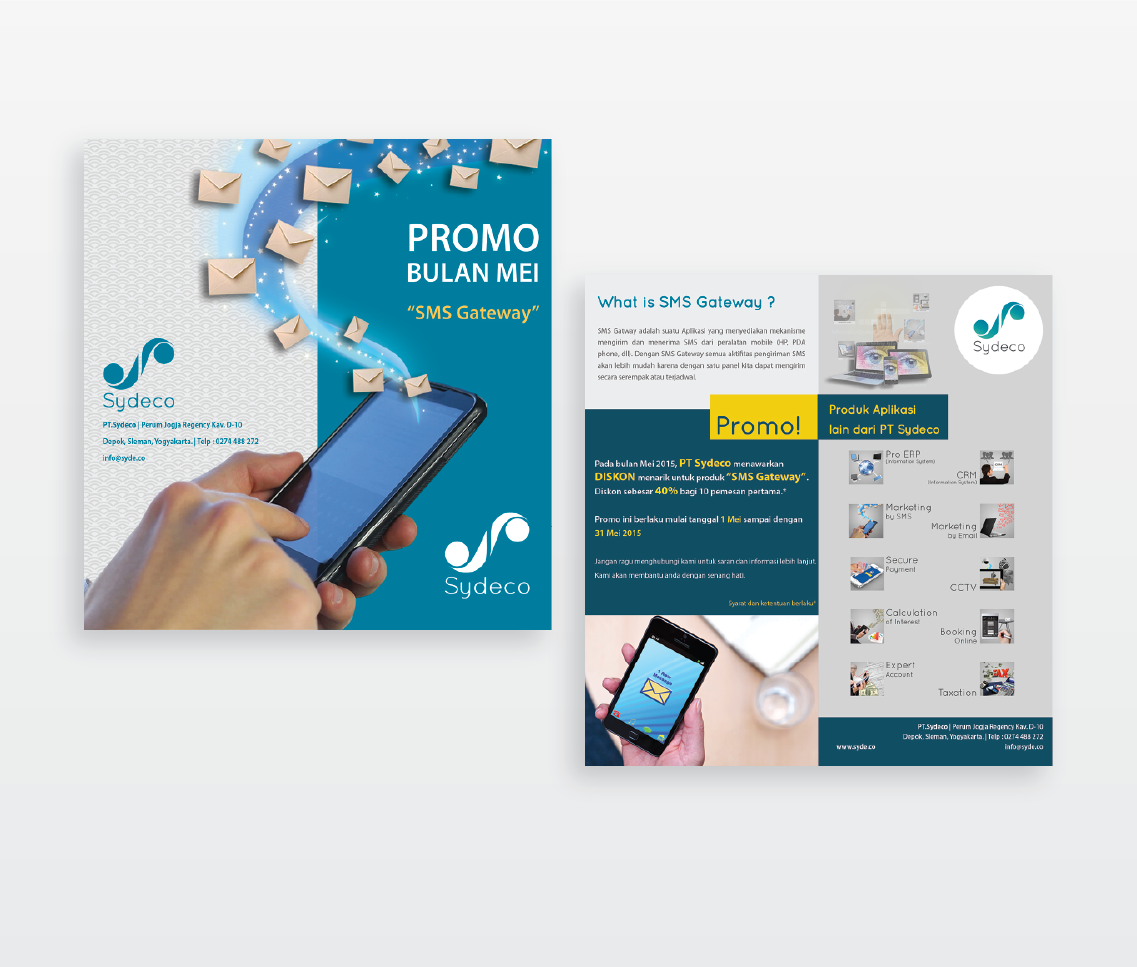 PROMO
BULAN MEI
“SMS Gateway”
Sydeco
PT.Sydeco | Perum Jogja Regency Kav. D-10
Depok, Sleman, Yogyakarta. | Telp : 0274 488 272
info@syde.co
Sydeco
What is SMS Gateway ?
SMS Gatway adalah suatu Aplikasi yang menyediakan mekanisme
mengirim dan menerima SMS dari peralatan mobile (HP, PDA
phone, dll). Dengan SMS Gateway semua aktifitas pengiriman SMS
akan lebih mudah karena dengan satu panel kita dapat mengirim
secara serempak atau terjadwal.
Promo!
Pada bulan Mei 2015, PT Sydeco menawarkan
DISKON menarik untuk produk “SMS Gateway”.
Diskon sebesar 40% bagi 10 pemesan pertama.*
Promo ini berlaku mulai tanggal 1 Mei sampai dengan
31 Mei 2015
Jangan ragu menghubungi kami untuk saran dan informasi lebih lanjut.
Kami akan membantu anda dengan senang hati.
Syarat dan ketentuan berlaku*
1 New
Message
Sydeco
Produk Aplikasi
lain dari PT Sydeco
Pro ERP
(Information System)
CRM
(Information System)
Marketing
by SMS
Marketing
by Email
Secure
Payment
CCTV
Calculation
of Interest
Booking
Online
Expert
Account
Taxation
TAX
PT.Sydeco | Perum Jogja Regency Kav. D-10
Depok, Sleman, Yogyakarta. | Telp : 0274 488 272
www.syde.co info@syde.co